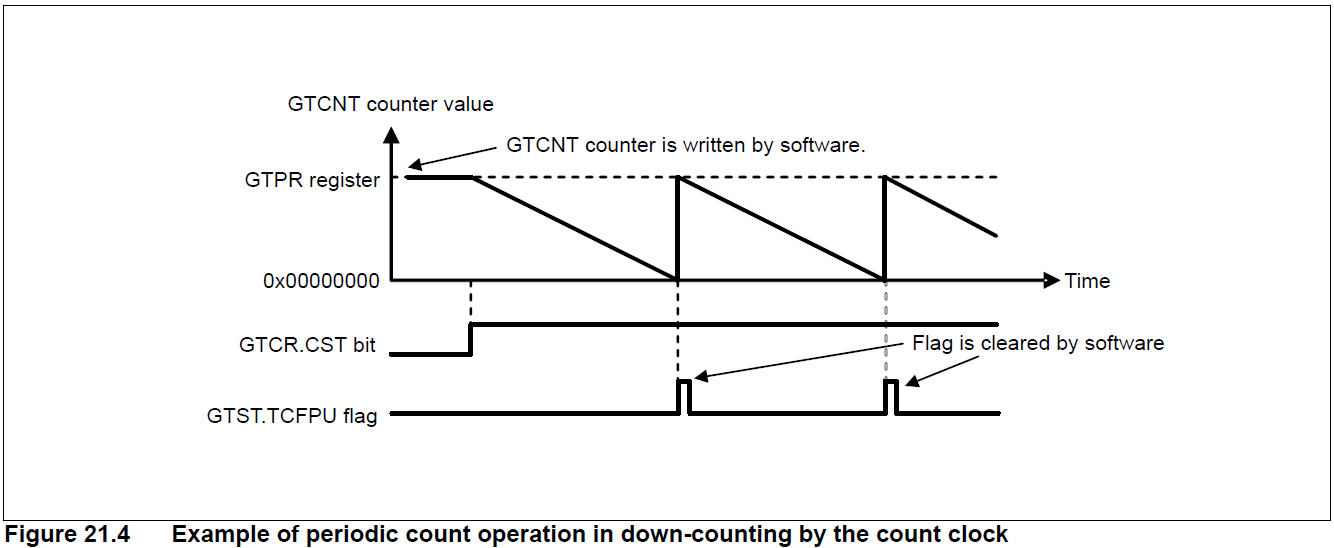 GTCNT counter value
GTCNT counter is written by software.
GTPR register
0x00000000
Time
GTCR.CST bit
Flag is cleared by software
GTST.TCFPU flag
Figure 21.4 Example of periodic count operation in down-counting by the count clock